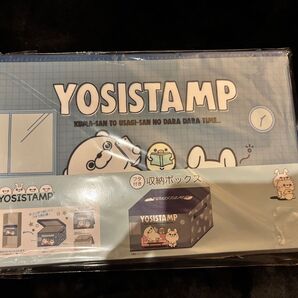 YOSISTAMP
KUMA-SAN TO USAGI-SAN NO DARA DARA TIME...
YOSISTAMP
フタ付き
収納ボックス
YOSISTAMP